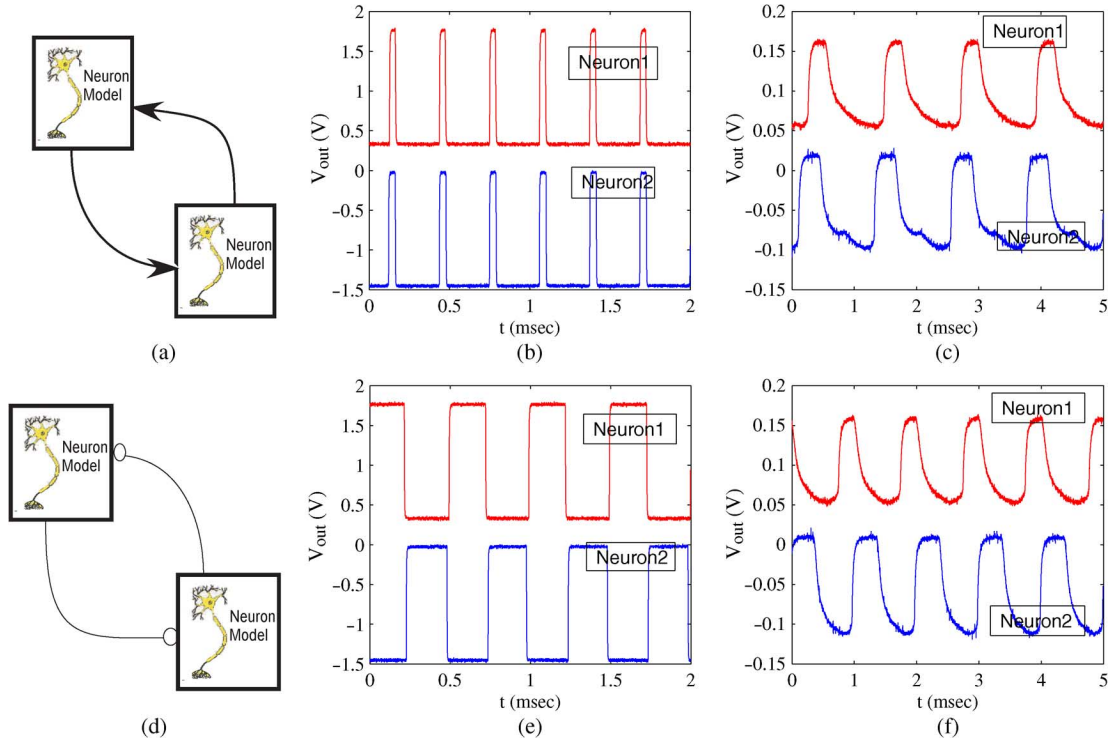 Neuron
Model
Neuron
Model
(a)
2
1.5
1
0.5
0
−0.5
−1
−1.5
V_out (V)
Neuron1
Neuron2
0 0.5 1 1.5 2
t (msec)
(b)
0.2
0.15
0.1
0.05
0
−0.05
−0.1
−0.15
V_out (V)
Neuron1
Neuron2
0 1 2 3 4 5
t (msec)
(c)
Neuron
Model
Neuron
Model
(d)
2
1.5
1
0.5
0
−0.5
−1
−1.5
V_out (V)
Neuron1
Neuron2
0 0.5 1 1.5 2
t (msec)
(e)
0.2
0.15
0.1
0.05
0
−0.05
−0.1
−0.15
V_out (V)
Neuron1
Neuron2
0 1 2 3 4 5
t (msec)
(f)